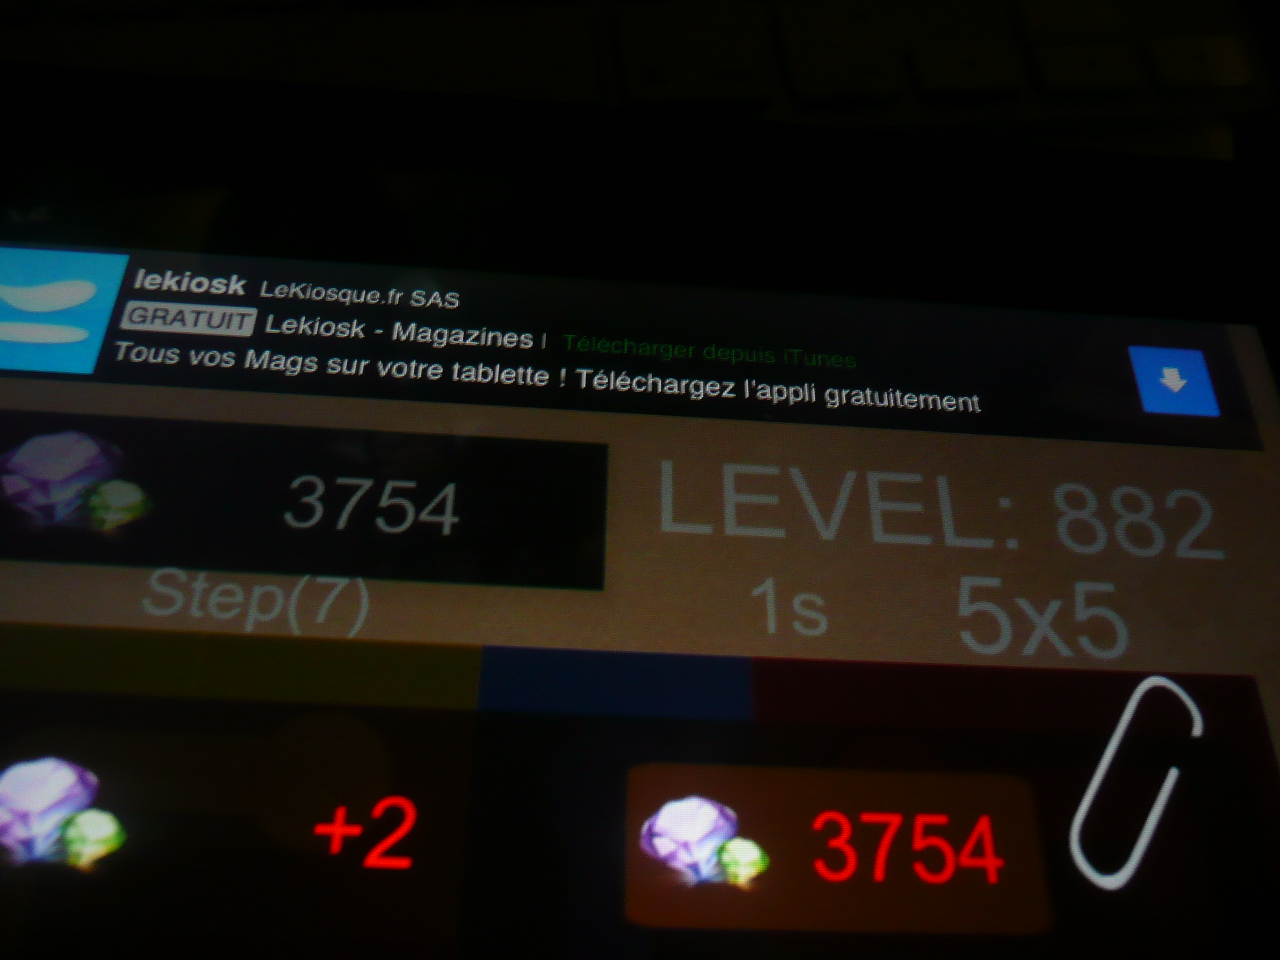 lekiosk LeKiosque.fr SAS
GRATUIT Lekiosk - Magazines | Télécharger depuis iTunes
Tous vos Mags sur votre tablette ! Téléchargez l'appli gratuitement
3754
LEVEL: 882
Step(7)
1s
5x5
+2
3754